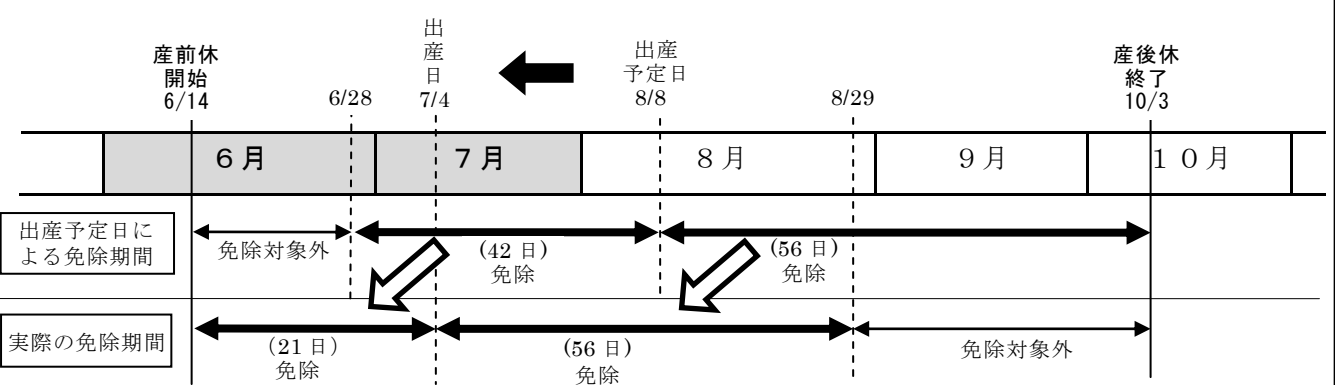 産前休
開始
6/14
6/28
出
産
日
7/4
出産
予定日
8/8
8/29
産後休
終了
10/3
6月
7月
8月
9月
10月
出産予定日に
よる免除期間
免除対象外
(42日)
免除
(56日)
免除
実際の免除期間
(21日)
免除
(56日)
免除
免除対象外